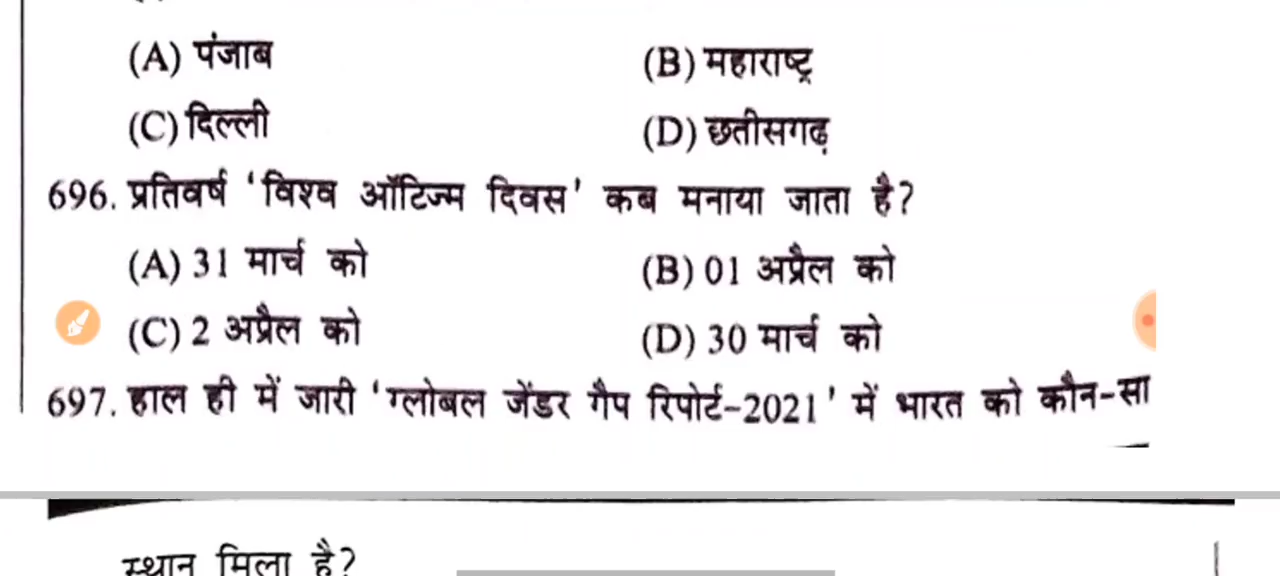 (A) पंजाब (B) महाराष्ट्र
(C) दिल्ली (D) छतीसगढ़
696. प्रतिवर्ष ‘विश्व ऑटिज्म दिवस’ कब मनाया जाता है?
(A) 31 मार्च को (B) 01 अप्रैल को
(C) 2 अप्रैल को (D) 30 मार्च को
697. हाल ही में जारी ‘ग्लोबल जेंडर गैप रिपोर्ट-2021’ में भारत को कौन-सा
स्थान मिला है?